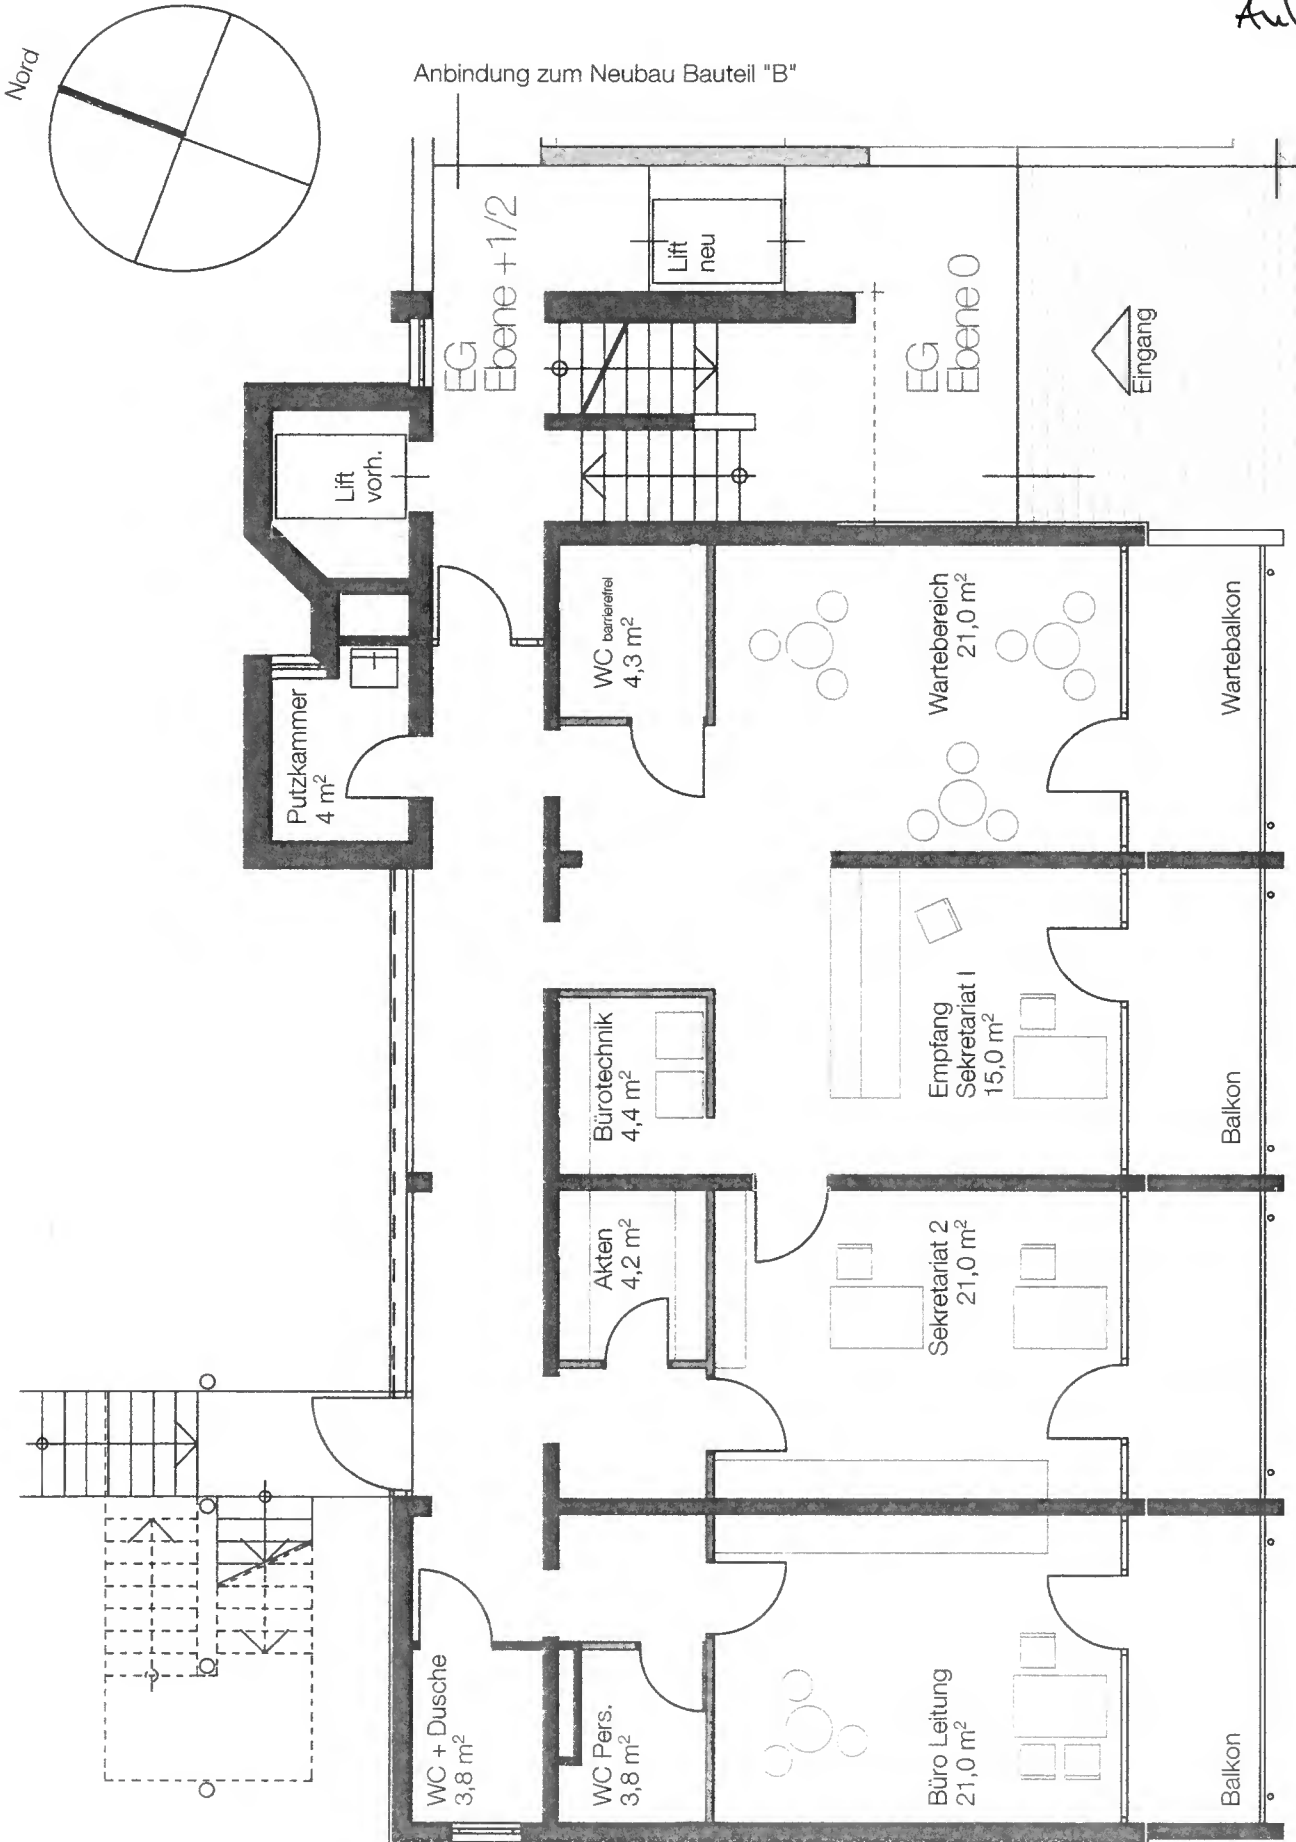 Nord
Anbindung zum Neubau Bauteil "B"
EG
Ebene +1/2
Lift
neu
EG
Ebene 0
Eingang
Lift
vorh.
Putzkammer
4 m²
WC barrierefrei
4,3 m²
Wartebereich
21,0 m²
Wartebalkon
Bürotechnik
4,4 m²
Empfang
Sekretariat I
15,0 m²
Balkon
Akten
4,2 m²
Sekretariat 2
21,0 m²
WC + Dusche
3,8 m²
WC Pers.
3,8 m²
Büro Leitung
21,0 m²
Balkon